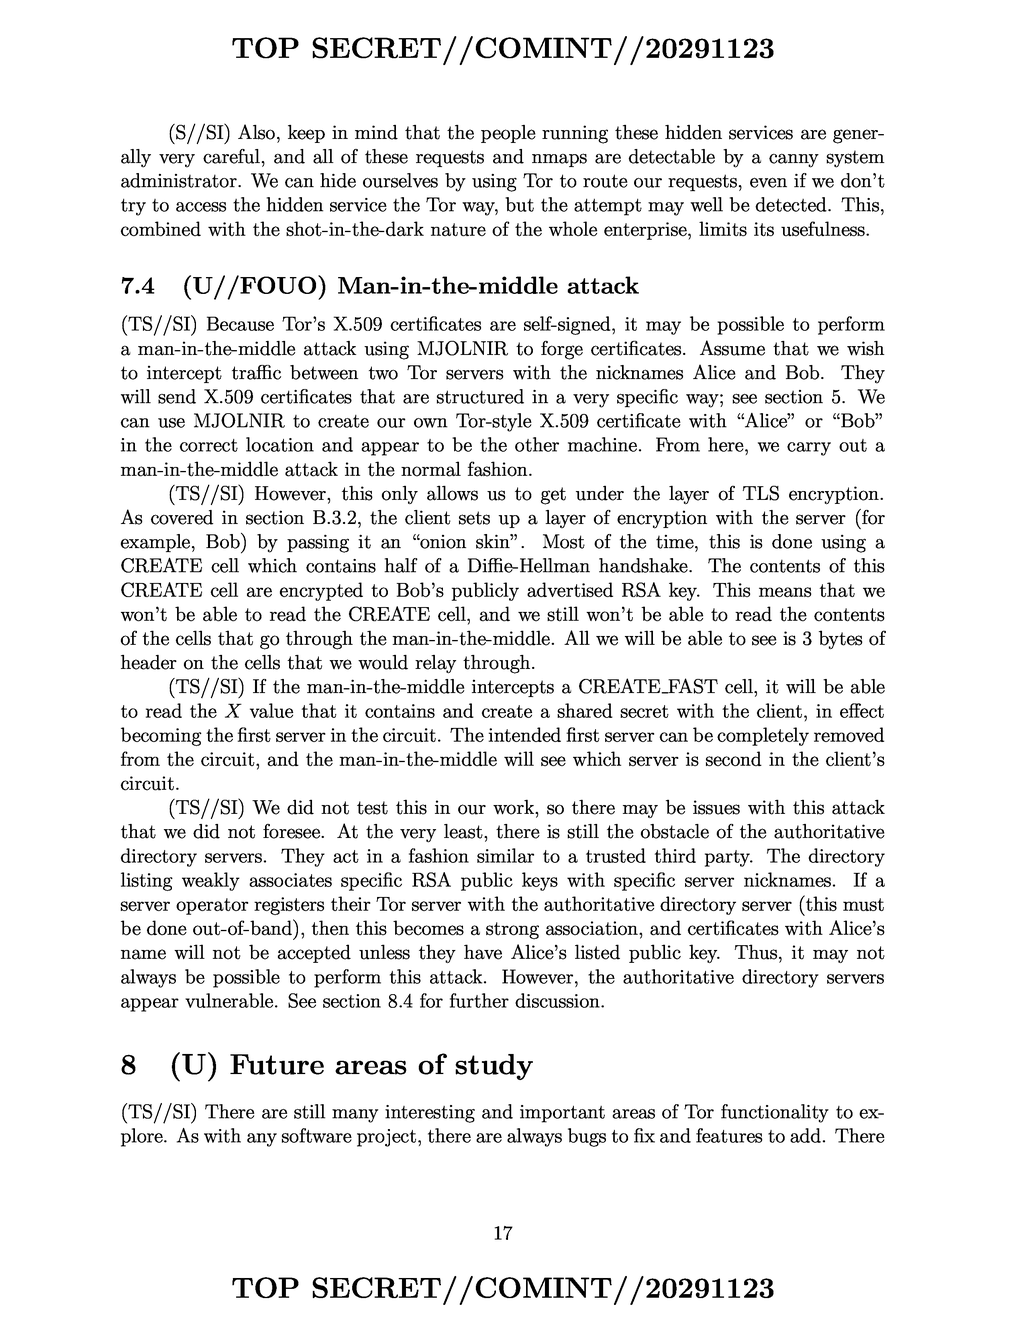 TOP SECRET//COMINT//20291123
(S//SI) Also, keep in mind that the people running these hidden services are gener-
ally very careful, and all of these requests and nmaps are detectable by a canny system
administrator. We can hide ourselves by using Tor to route our requests, even if we don't
try to access the hidden service the Tor way, but the attempt may well be detected. This,
combined with the shot-in-the-dark nature of the whole enterprise, limits its usefulness.
7.4 (U//FOUO) Man-in-the-middle attack
(TS//SI) Because Tor's X.509 certificates are self-signed, it may be possible to perform
a man-in-the-middle attack using MJOLNIR to forge certificates. Assume that we wish
to intercept traffic between two Tor servers with the nicknames Alice and Bob. They
will send X.509 certificates that are structured in a very specific way; see section 5. We
can use MJOLNIR to create our own Tor-style X.509 certificate with “Alice” or “Bob”
in the correct location and appear to be the other machine. From here, we carry out a
man-in-the-middle attack in the normal fashion.
(TS//SI) However, this only allows us to get under the layer of TLS encryption.
As covered in section B.3.2, the client sets up a layer of encryption with the server (for
example, Bob) by passing it an “onion skin”. Most of the time, this is done using a
CREATE cell which contains half of a Diffie-Hellman handshake. The contents of this
CREATE cell are encrypted to Bob's publicly advertised RSA key. This means that we
won't be able to read the CREATE cell, and we still won't be able to read the contents
of the cells that go through the man-in-the-middle. All we will be able to see is 3 bytes of
header on the cells that we would relay through.
(TS//SI) If the man-in-the-middle intercepts a CREATE_FAST cell, it will be able
to read the X value that it contains and create a shared secret with the client, in effect
becoming the first server in the circuit. The intended first server can be completely removed
from the circuit, and the man-in-the-middle will see which server is second in the client's
circuit.
(TS//SI) We did not test this in our work, so there may be issues with this attack
that we did not foresee. At the very least, there is still the obstacle of the authoritative
directory servers. They act in a fashion similar to a trusted third party. The directory
listing weakly associates specific RSA public keys with specific server nicknames. If a
server operator registers their Tor server with the authoritative directory server (this must
be done out-of-band), then this becomes a strong association, and certificates with Alice's
name will not be accepted unless they have Alice's listed public key. Thus, it may not
always be possible to perform this attack. However, the authoritative directory servers
appear vulnerable. See section 8.4 for further discussion.
8 (U) Future areas of study
(TS//SI) There are still many interesting and important areas of Tor functionality to ex-
plore. As with any software project, there are always bugs to fix and features to add. There
17
TOP SECRET//COMINT//20291123